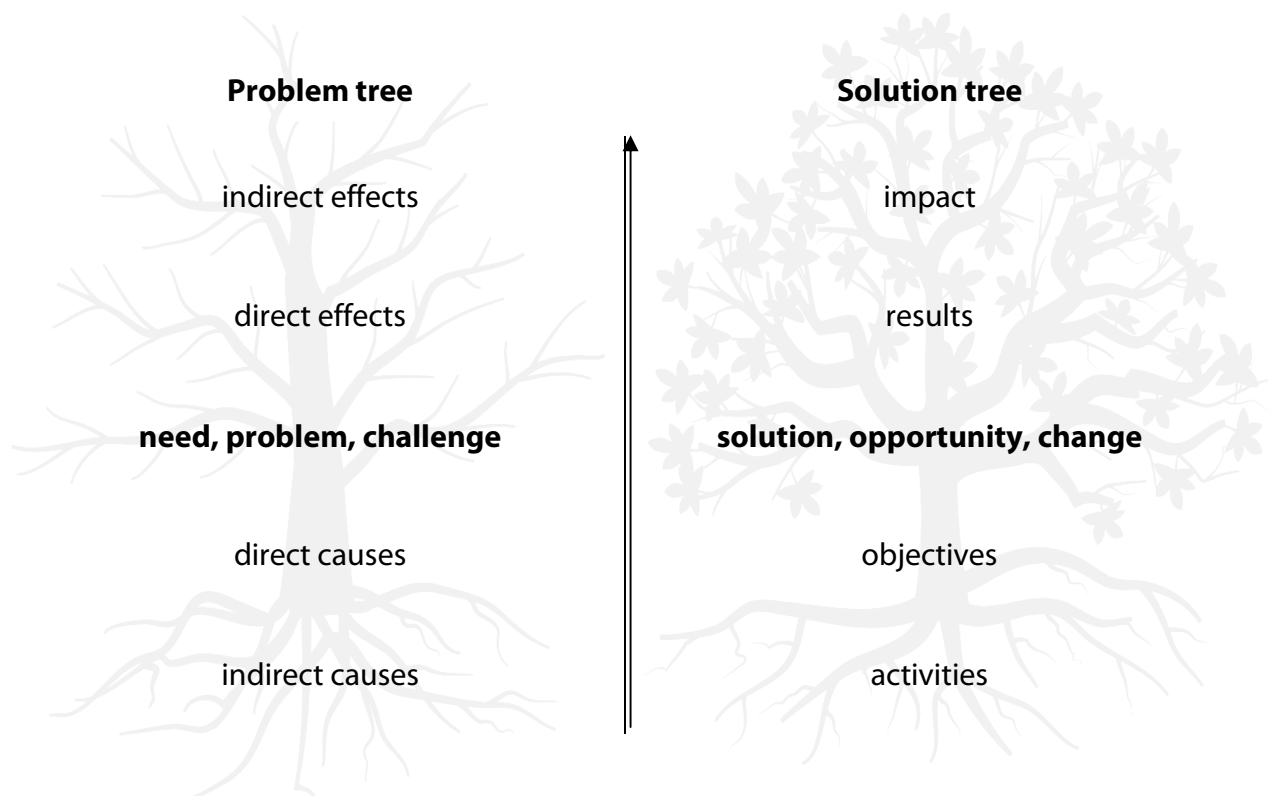 Problem tree
indirect effects
direct effects
need, problem, challenge
direct causes
indirect causes
Solution tree
impact
results
solution, opportunity, change
objectives
activities